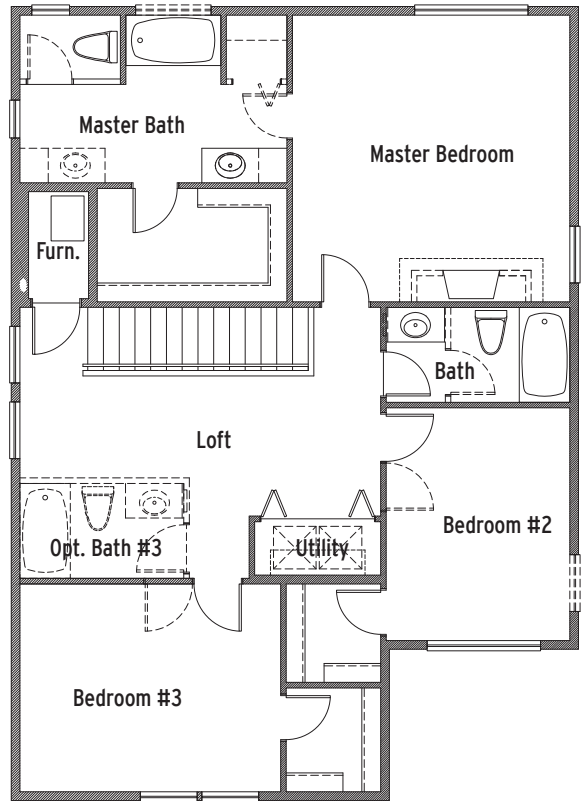 Master Bath
Master Bedroom
Furn.
Bath
Loft
Bedroom #2
Opt. Bath #3
Utility
Bedroom #3